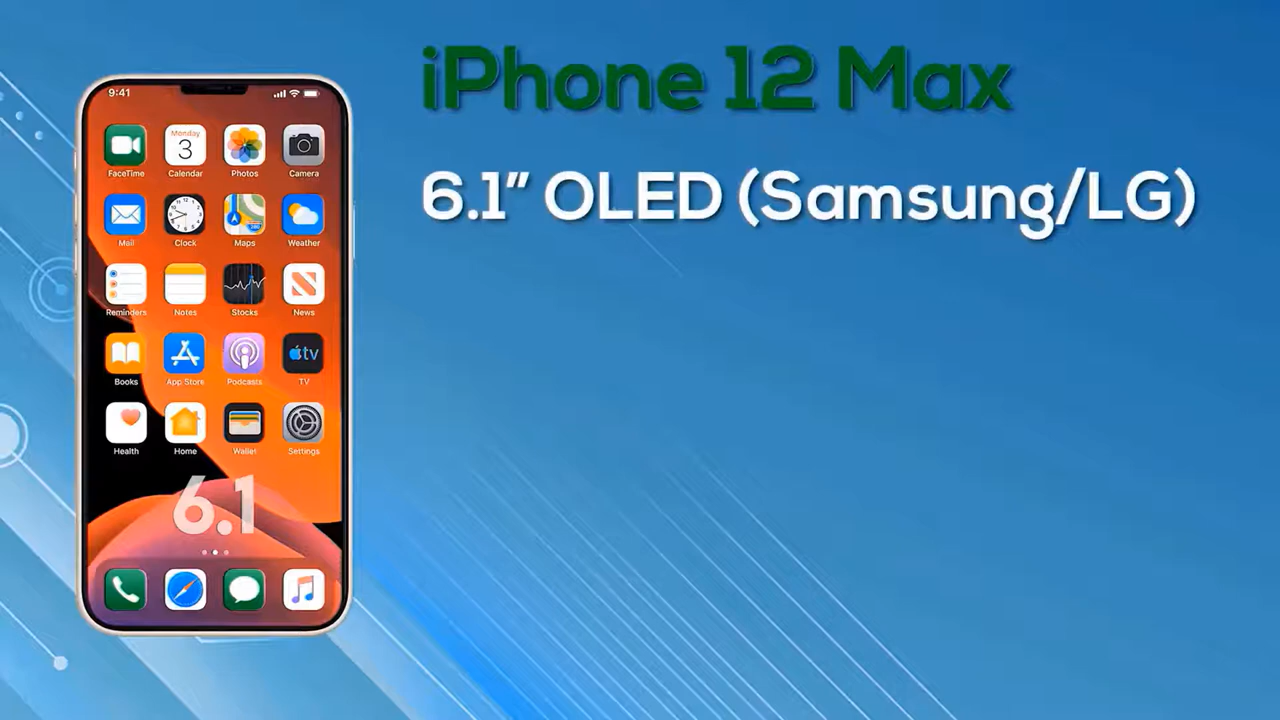 iPhone 12 Max
6.1” OLED (Samsung/LG)
9:41
FaceTime
Monday
3
Calendar
Photos
Camera
Mail
Clock
Maps
Weather
Reminders
Notes
Stocks
News
Books
App Store
Podcasts
tv
TV
Health
Home
Wallet
Settings
6.1